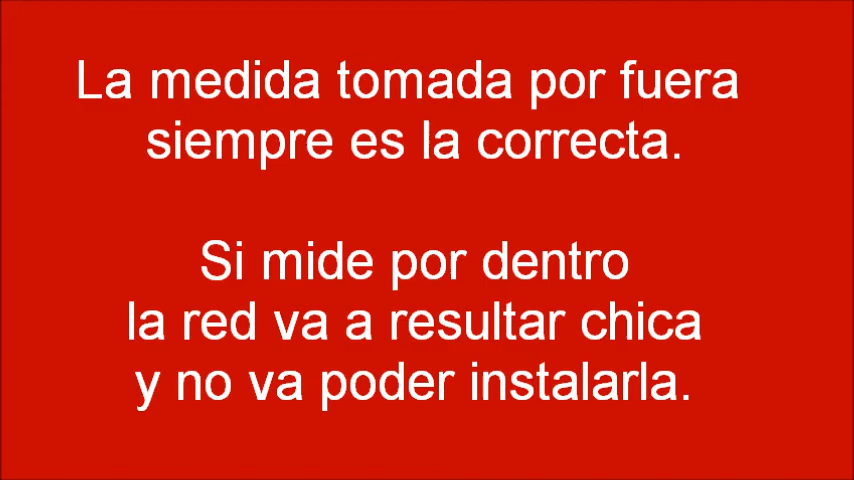 La medida tomada por fuera
siempre es la correcta.
Si mide por dentro
la red va a resultar chica
y no va poder instalarla.